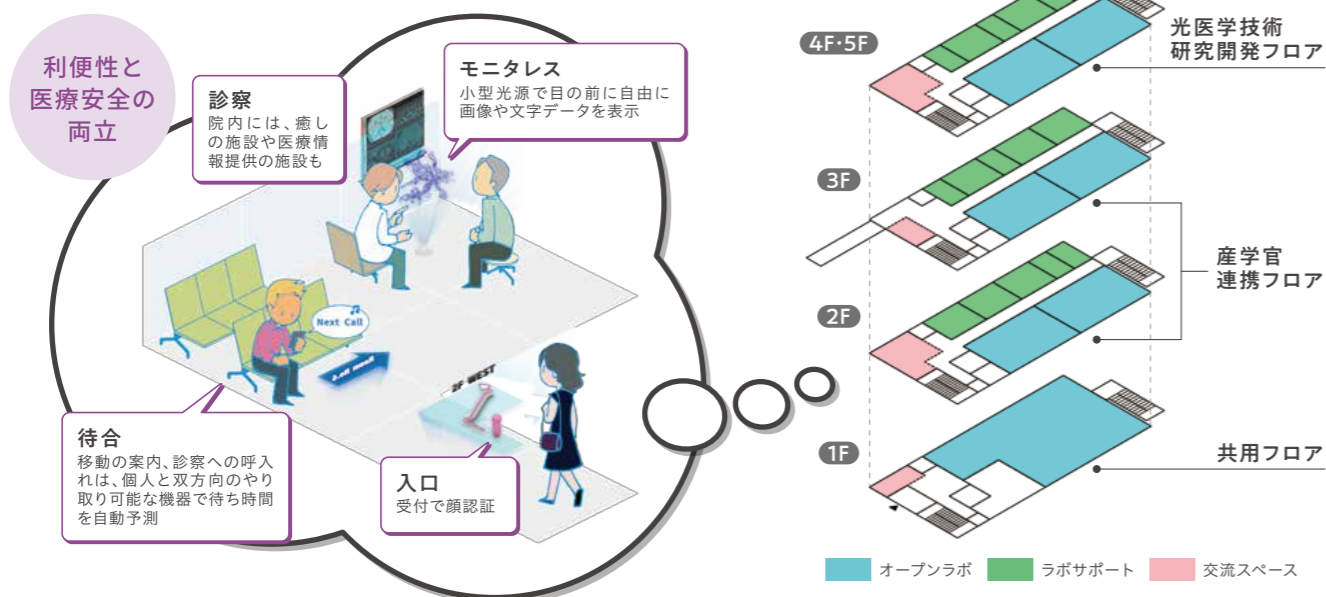 利便性と
医療安全の
両立
診察
院内には、癒し
の施設や医療情
報提供の施設も
モニタレス
小型光源で目の前に自由に
画像や文字データを表示
Next Call
2F WEST
待合
移動の案内、診察への呼入
れは、個人と双方向のやり
取り可能な機器で待ち時間
を自動予測
入口
受付で顔認証
4F・5F
光医学技術
研究開発フロア
3F
産学官
連携フロア
2F
1F
共用フロア
オープンラボ
ラボサポート
交流スペース